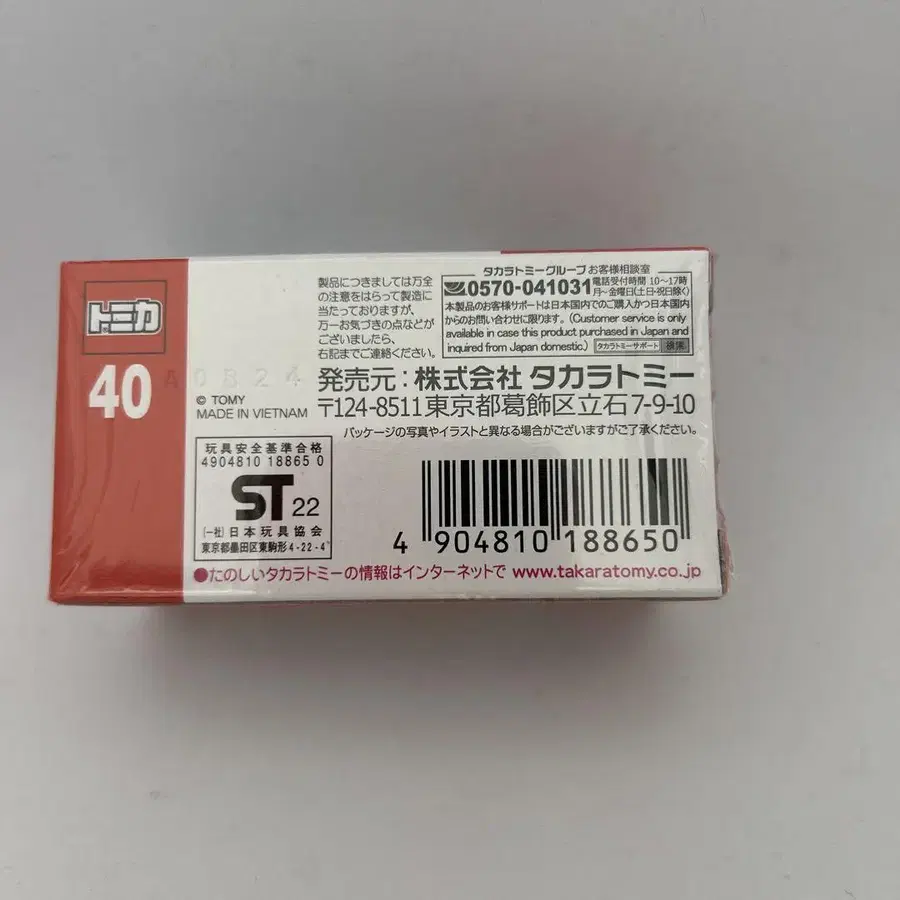 トミカ
40
A0824
© TOMY
MADE IN VIETNAM
製品につきましては万全
の注意をはらって製造に
当たっておりますが、
万一お気づきの点などが
ございましたら、
右記までご連絡ください。
タカラトミーグループ お客様相談室
0570-041031 電話受付時間 10〜17時
月〜金曜日(土・日・祝日除く)
本製品のお客様サポートは日本国内でのご購入かつ日本国内
からのお問い合わせに限ります。(Customer service is only
available in case this product purchased in Japan and
inquired from Japan domestic.) タカラトミーサポート 検索
発売元:株式会社 タカラトミー
〒124-8511 東京都葛飾区立石7-9-10
パッケージの写真やイラストと異なる場合がございますがご了承ください。
玩具安全基準合格
4904810 18865 0
ST 22
(一社)日本玩具協会
東京都墨田区東駒形4-22-4
4 904810 188650
●たのしいタカラトミーの情報はインターネットで www.takaratomy.co.jp